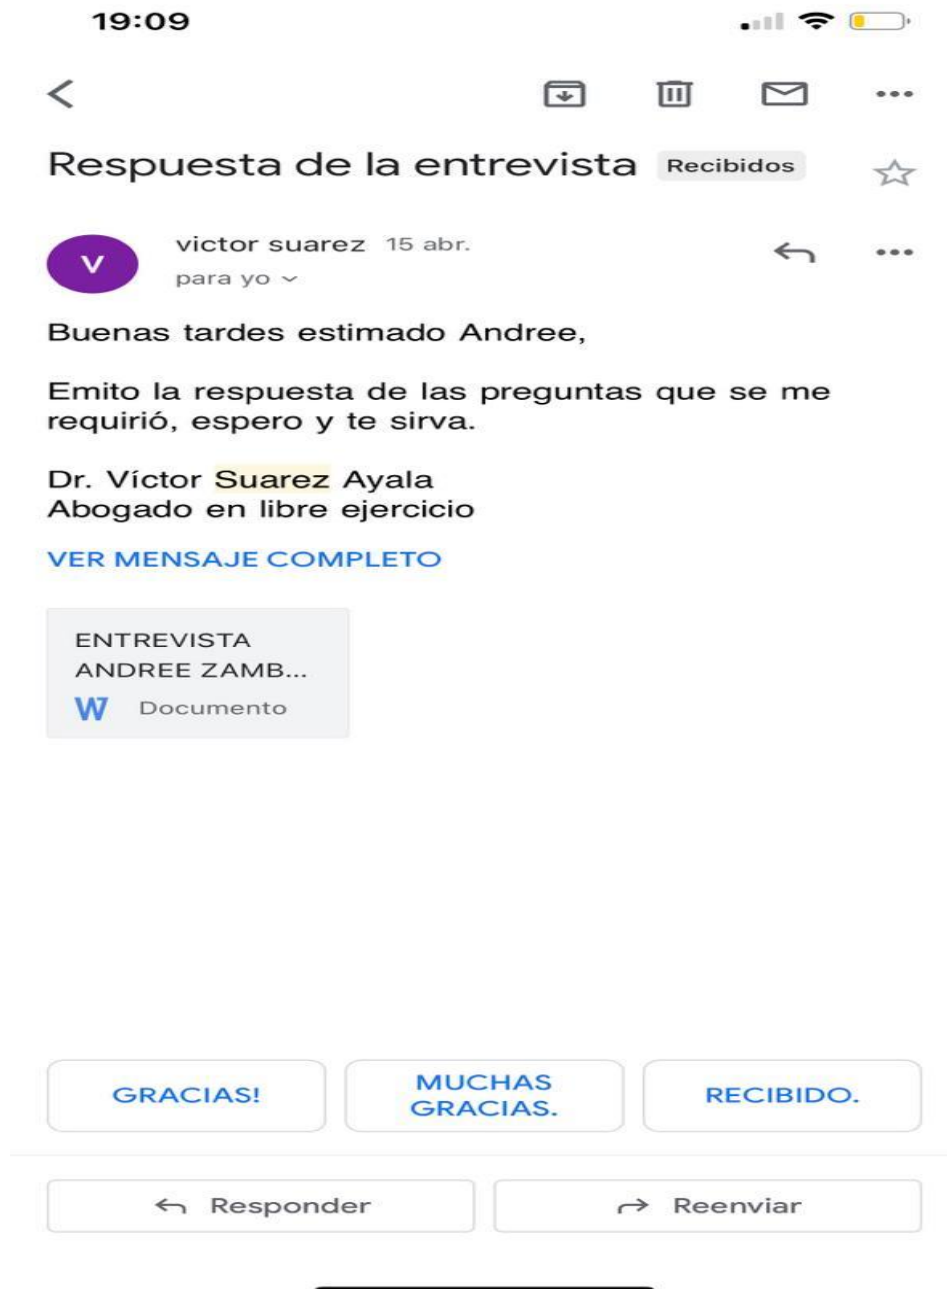 19:09
Respuesta de la entrevista Recibidos
V
victor suarez 15 abr.
para yo
Buenas tardes estimado Andree,
Emito la respuesta de las preguntas que se me
requirió, espero y te sirva.
Dr. Víctor Suarez Ayala
Abogado en libre ejercicio
VER MENSAJE COMPLETO
ENTREVISTA
ANDREE ZAMB...
W Documento
GRACIAS!
MUCHAS
GRACIAS.
RECIBIDO.
Responder
Reenviar